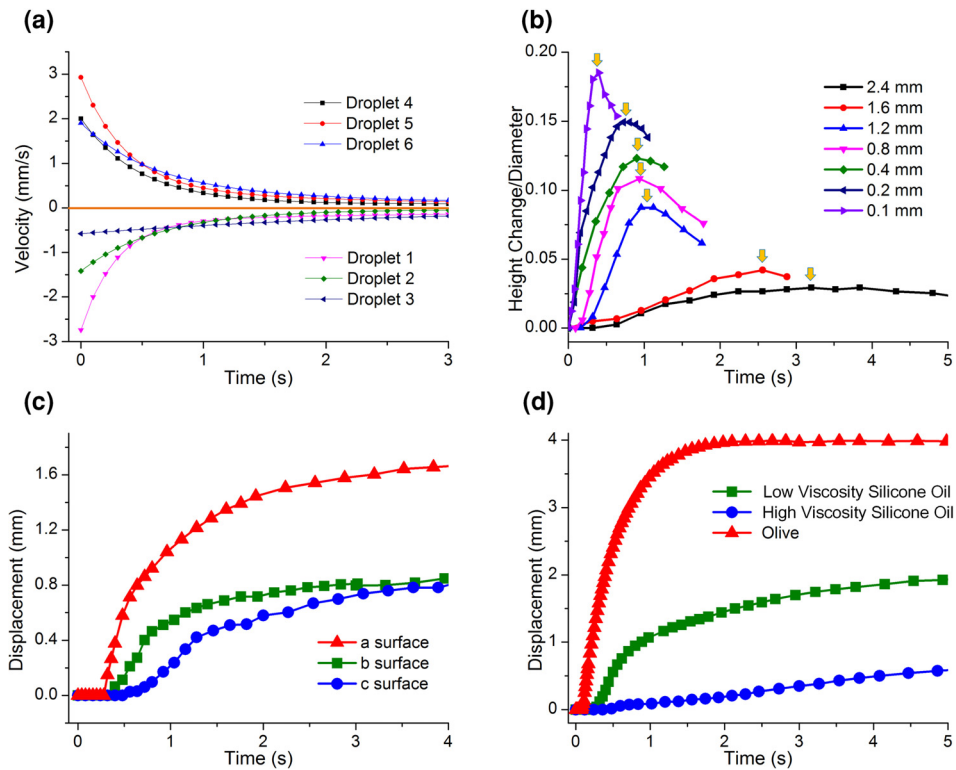 (a)
Velocity (mm/s)
3
2
1
0
-1
-2
-3
Droplet 4
Droplet 5
Droplet 6
Droplet 1
Droplet 2
Droplet 3
0
1
2
3
Time (s)
(b)
Height Change/Diameter
0.20
0.15
0.10
0.05
0.00
2.4 mm
1.6 mm
1.2 mm
0.8 mm
0.4 mm
0.2 mm
0.1 mm
0
1
2
3
4
5
Time (s)
(c)
Displacement (mm)
1.6
1.2
0.8
0.4
0.0
a surface
b surface
c surface
0
1
2
3
4
Time (s)
(d)
Displacement (mm)
4
3
2
1
0
Low Viscosity Silicone Oil
High Viscosity Silicone Oil
Olive
0
1
2
3
4
5
Time (s)